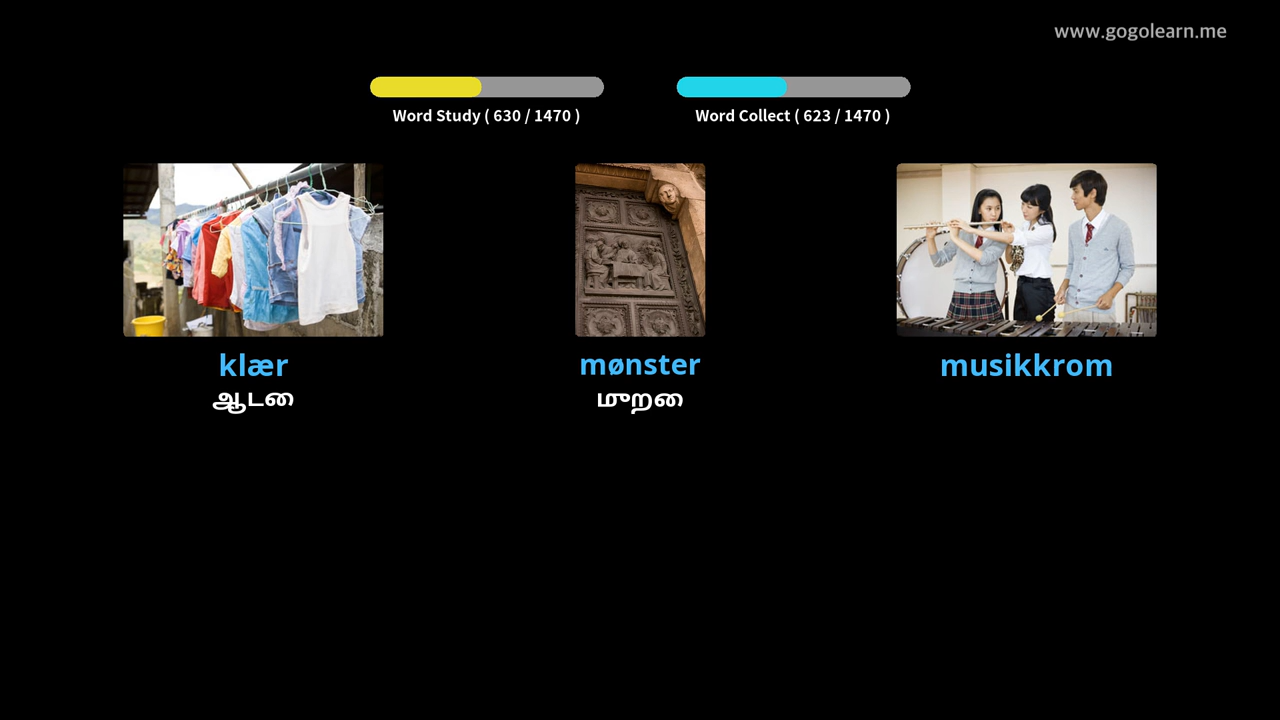 www.gogolearn.me
Word Study ( 630 / 1470 )
Word Collect ( 623 / 1470 )
klær
mønster
musikkrom
ஆடை
முறை